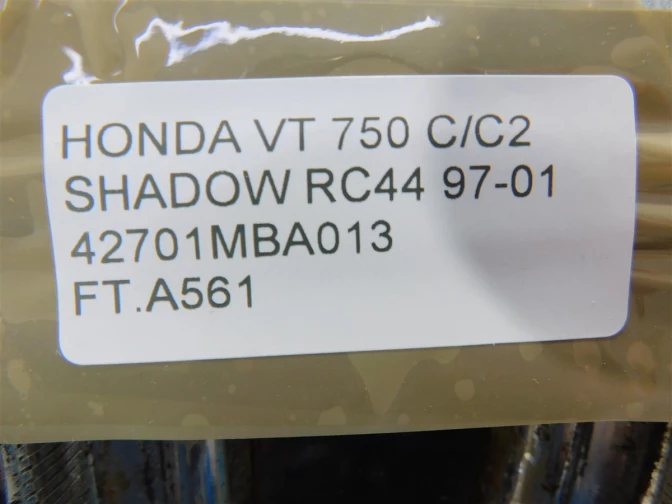 HONDA VT 750 C/C2
SHADOW RC44 97-01
42701MBA013
FT.A561